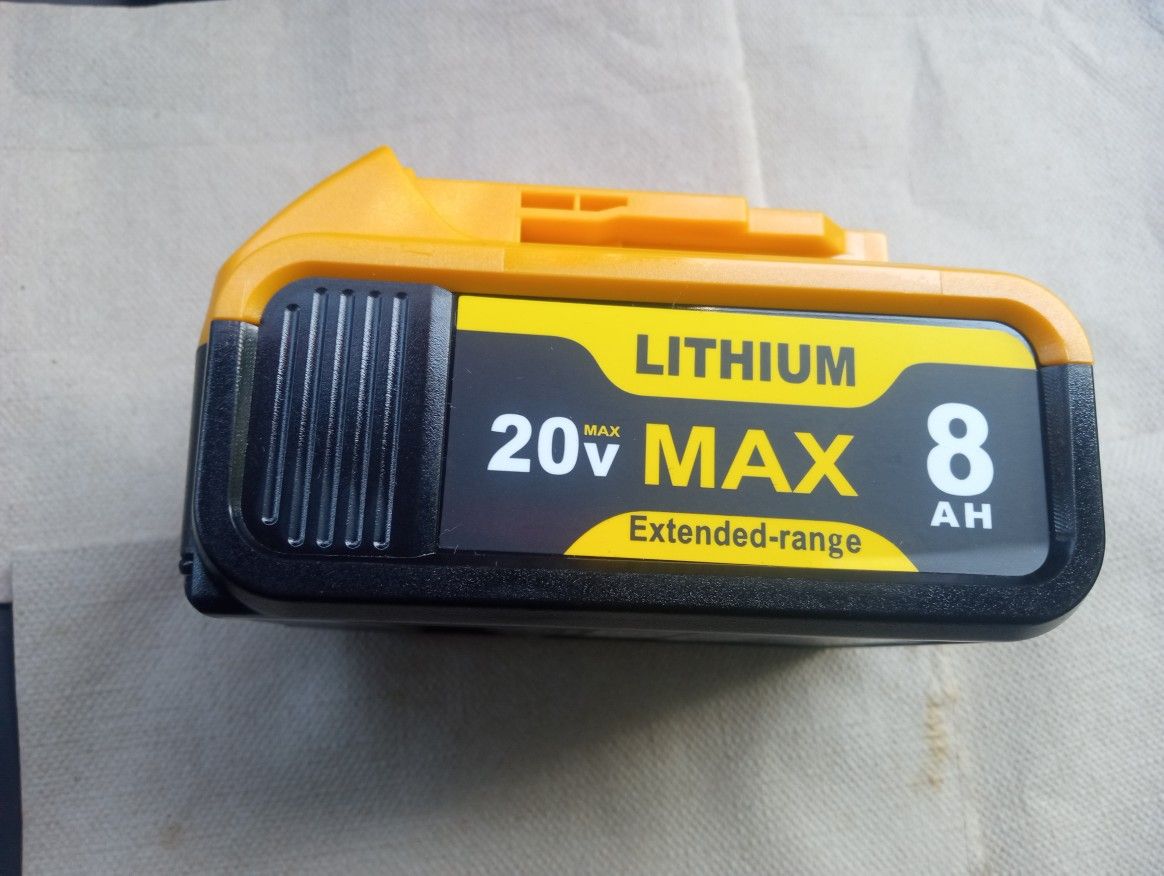 LITHIUM
20V MAX MAX
8
AH
Extended-range